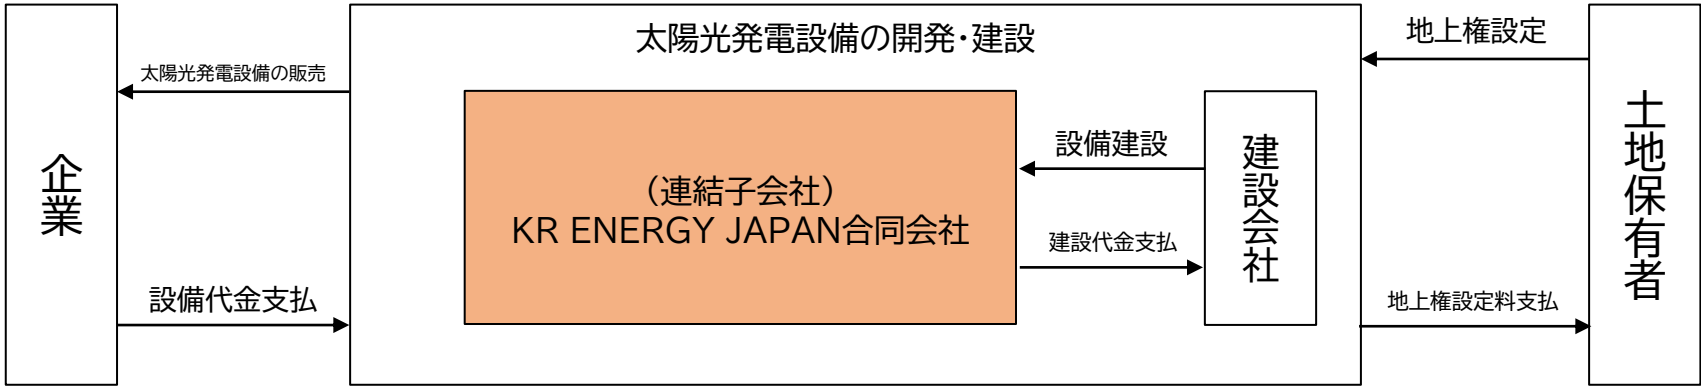 太陽光発電設備の開発・建設
地上権設定
太陽光発電設備の販売
企業
設備建設
建設会社
土地保有者
（連結子会社）
KR ENERGY JAPAN合同会社
建設代金支払
設備代金支払
地上権設定料支払